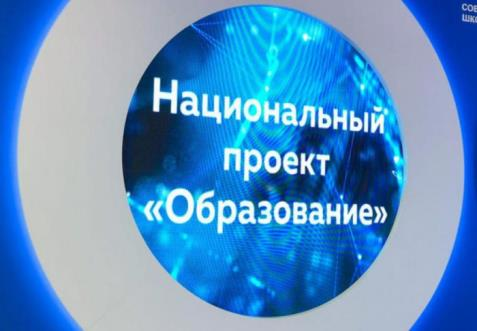 Национальный
проект
«Образование»